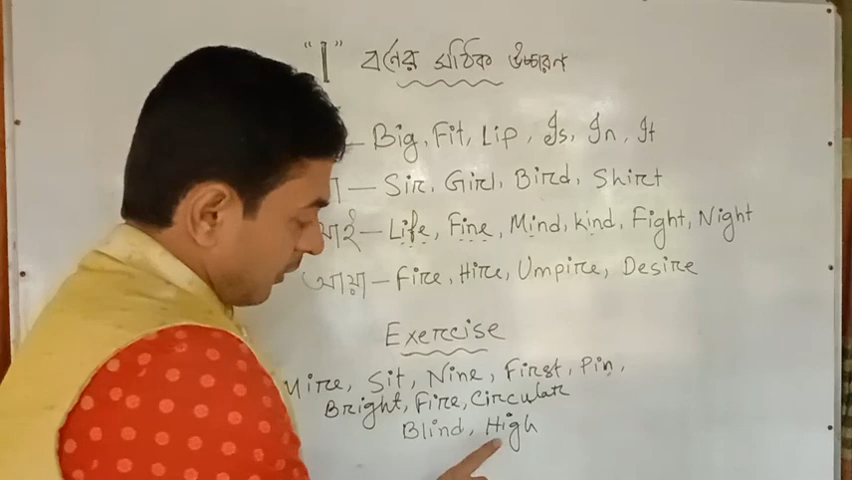 "I" বর্নের সঠিক উচ্চারণ
— Big, Fit, Lip, Is, In, It
— Sir, Girl, Bird, Shirt
আই — Life, Fine, Mind, kind, Fight, Night
আয়া — Fire, Hire, Umpire, Desire
Exercise
Mire, Sit, Nine, First, Pin,
Bright, Fire, Circulate
Blind, High